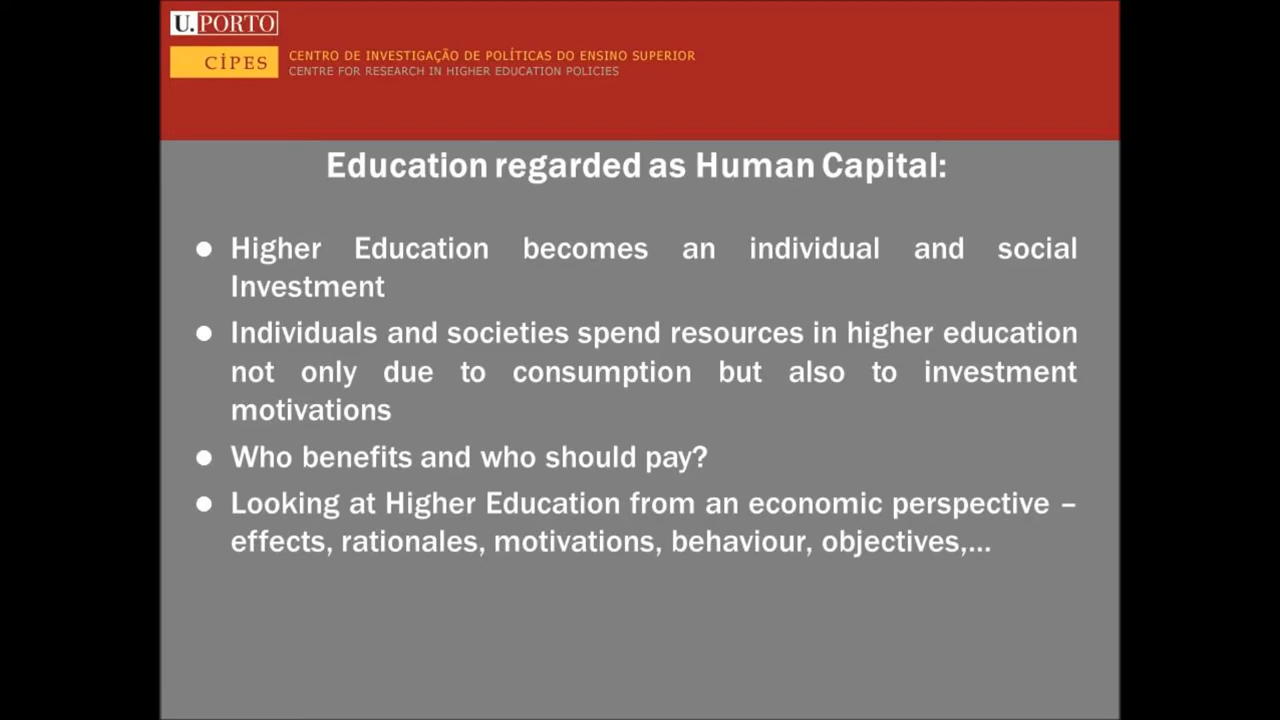 U.PORTO
CİPES
CENTRO DE INVESTIGAÇÃO DE POLÍTICAS DO ENSINO SUPERIOR
CENTRE FOR RESEARCH IN HIGHER EDUCATION POLICIES
Education regarded as Human Capital:
● Higher Education becomes an individual and social
Investment
● Individuals and societies spend resources in higher education
not only due to consumption but also to investment
motivations
● Who benefits and who should pay?
● Looking at Higher Education from an economic perspective –
effects, rationales, motivations, behaviour, objectives,...